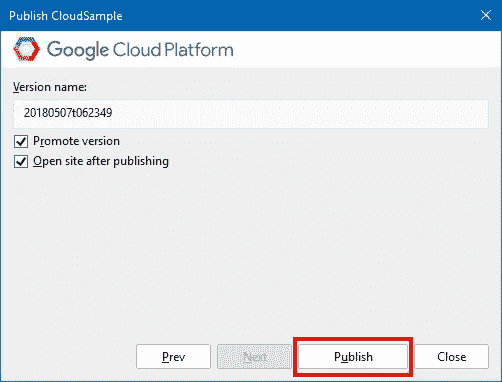 Publish CloudSample
Google Cloud Platform
Version name:
20180507t062349
Promote version
Open site after publishing
Prev Next Publish Close